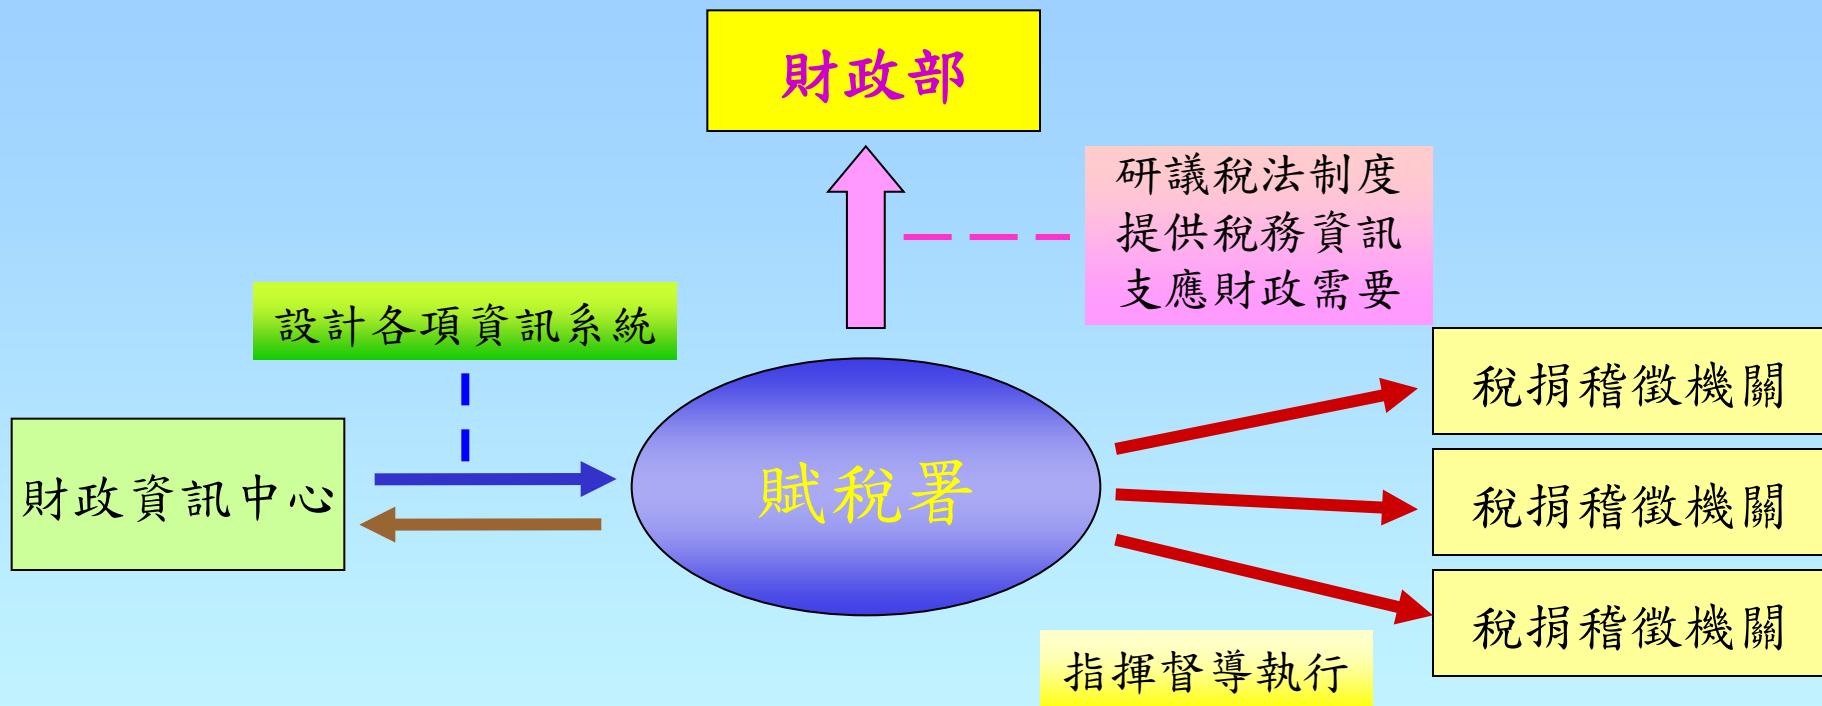 財政部
研議稅法制度
提供稅務資訊
支應財政需要
設計各項資訊系統
稅捐稽徵機關
財政資訊中心
賦稅署
稅捐稽徵機關
稅捐稽徵機關
指揮督導執行